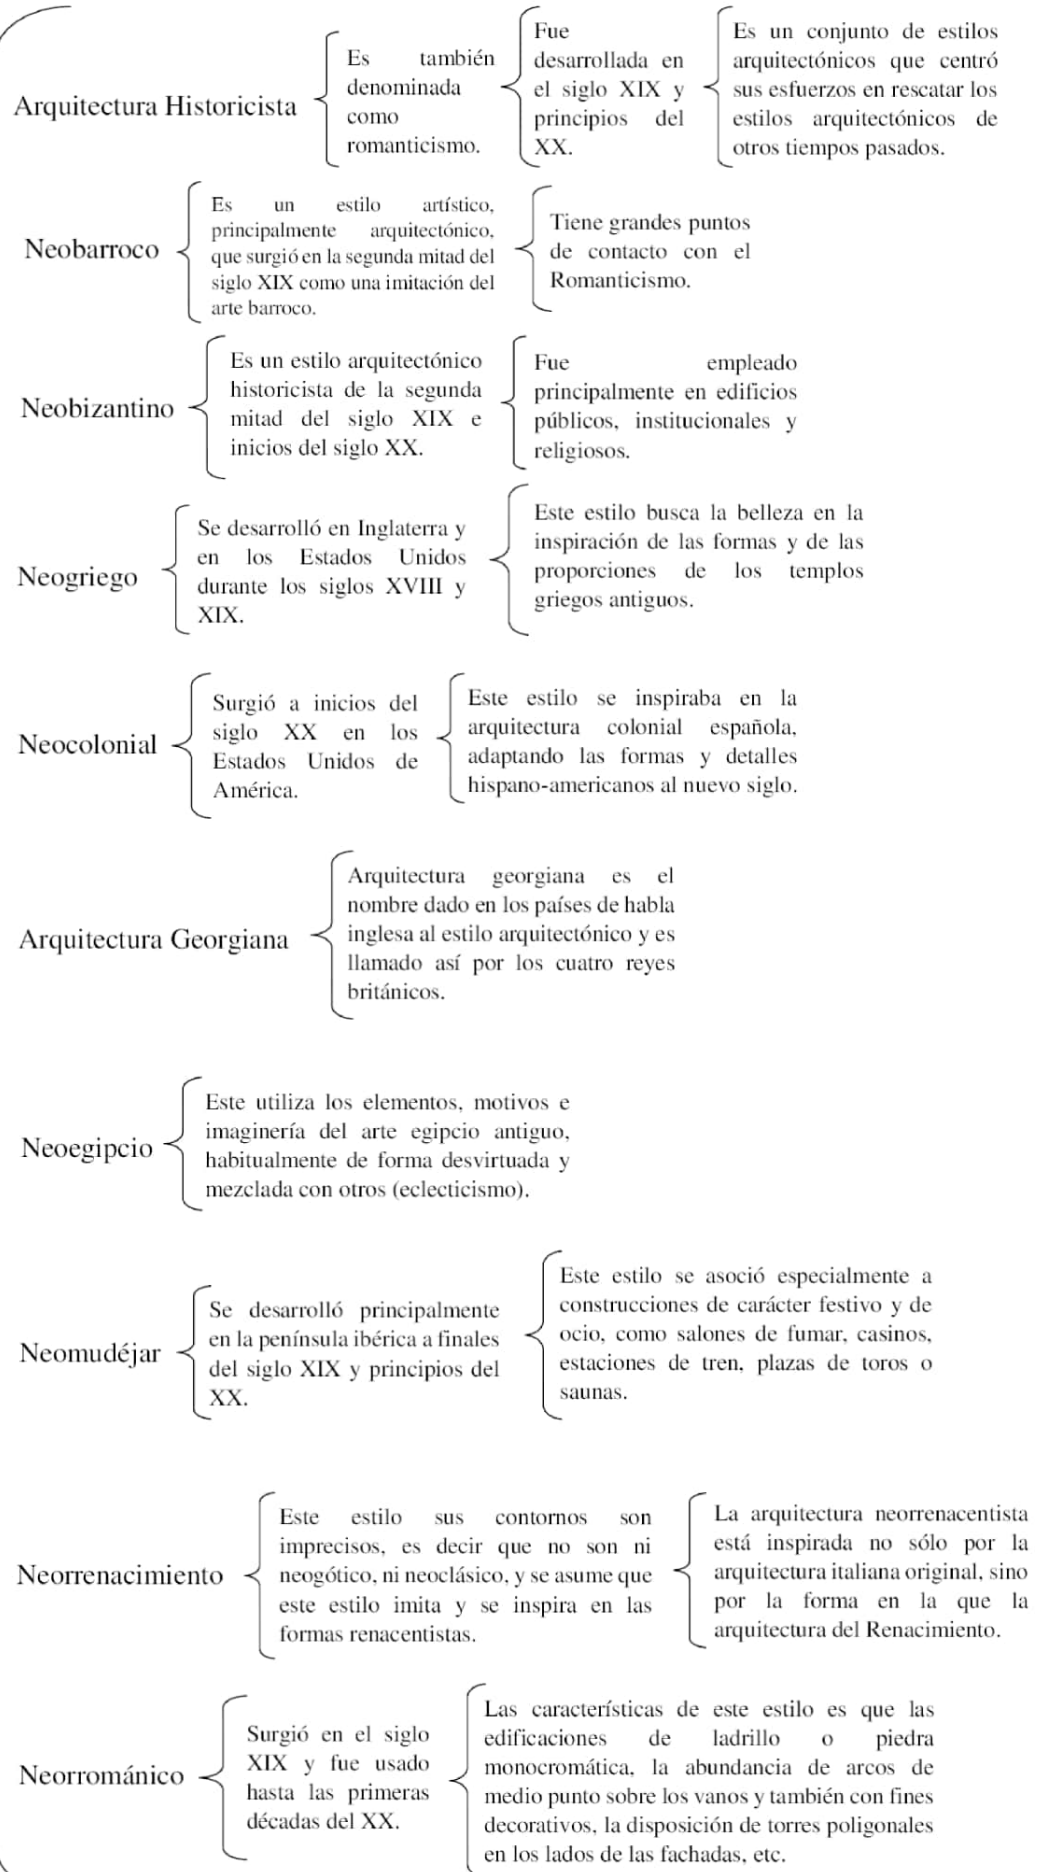 Arquitectura Historicista
Es también
denominada
como
romanticismo.
Fue
desarrollada en
el siglo XIX y
principios del
XX.
Es un conjunto de estilos
arquitectónicos que centró
sus esfuerzos en rescatar los
estilos arquitectónicos de
otros tiempos pasados.
Neobarroco
Es un estilo artístico,
principalmente arquitectónico,
que surgió en la segunda mitad del
siglo XIX como una imitación del
arte barroco.
Tiene grandes puntos
de contacto con el
Romanticismo.
Neobizantino
Es un estilo arquitectónico
historicista de la segunda
mitad del siglo XIX e
inicios del siglo XX.
Fue empleado
principalmente en edificios
públicos, institucionales y
religiosos.
Neogriego
Se desarrolló en Inglaterra y
en los Estados Unidos
durante los siglos XVIII y
XIX.
Este estilo busca la belleza en la
inspiración de las formas y de las
proporciones de los templos
griegos antiguos.
Neocolonial
Surgió a inicios del
siglo XX en los
Estados Unidos de
América.
Este estilo se inspiraba en la
arquitectura colonial española,
adaptando las formas y detalles
hispano-americanos al nuevo siglo.
Arquitectura Georgiana
Arquitectura georgiana es el
nombre dado en los países de habla
inglesa al estilo arquitectónico y es
llamado así por los cuatro reyes
británicos.
Neoegipcio
Este utiliza los elementos, motivos e
imaginería del arte egipcio antiguo,
habitualmente de forma desvirtuada y
mezclada con otros (eclecticismo).
Neomudéjar
Se desarrolló principalmente
en la península ibérica a finales
del siglo XIX y principios del
XX.
Este estilo se asoció especialmente a
construcciones de carácter festivo y de
ocio, como salones de fumar, casinos,
estaciones de tren, plazas de toros o
saunas.
Neorrenacimiento
Este estilo sus contornos son
imprecisos, es decir que no son ni
neogótico, ni neoclásico, y se asume que
este estilo imita y se inspira en las
formas renacentistas.
La arquitectura neorrenacentista
está inspirada no sólo por la
arquitectura italiana original, sino
por la forma en la que la
arquitectura del Renacimiento.
Neorrománico
Surgió en el siglo
XIX y fue usado
hasta las primeras
décadas del XX.
Las características de este estilo es que las
edificaciones de ladrillo o piedra
monocromática, la abundancia de arcos de
medio punto sobre los vanos y también con fines
decorativos, la disposición de torres poligonales
en los lados de las fachadas, etc.